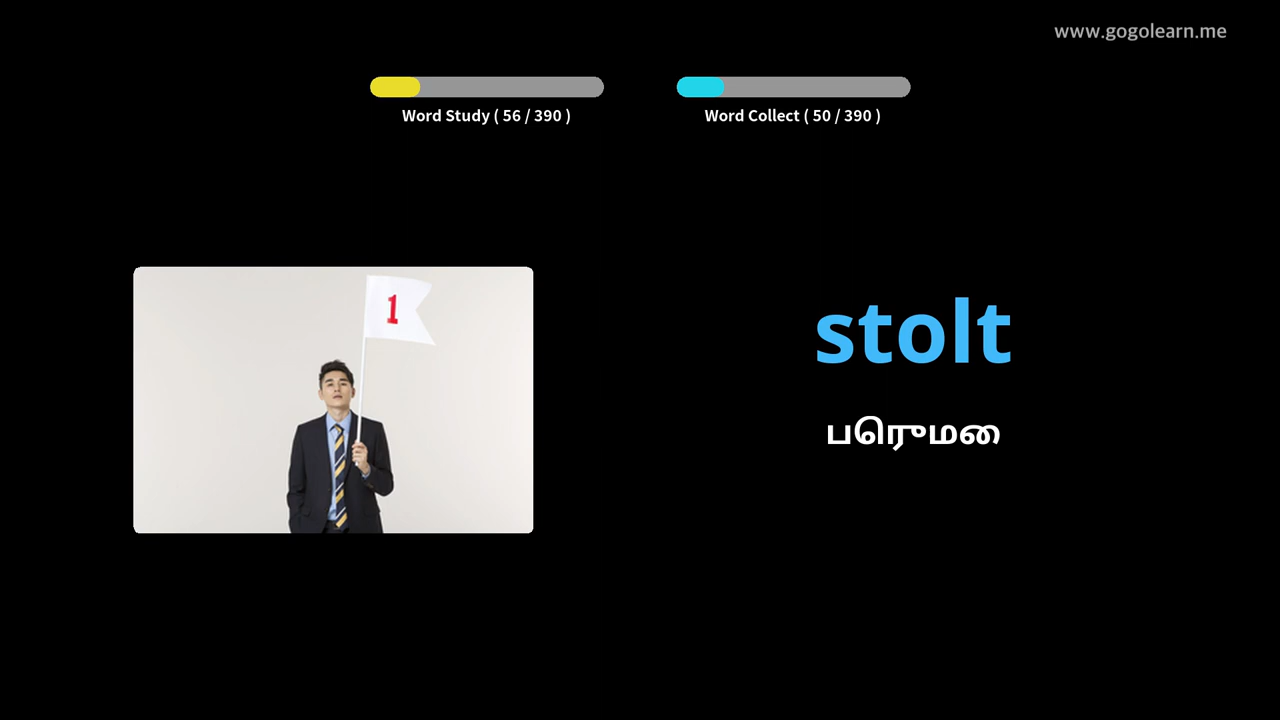 www.gogolearn.me
Word Study ( 56 / 390 )
Word Collect ( 50 / 390 )
1
stolt
பெருமை